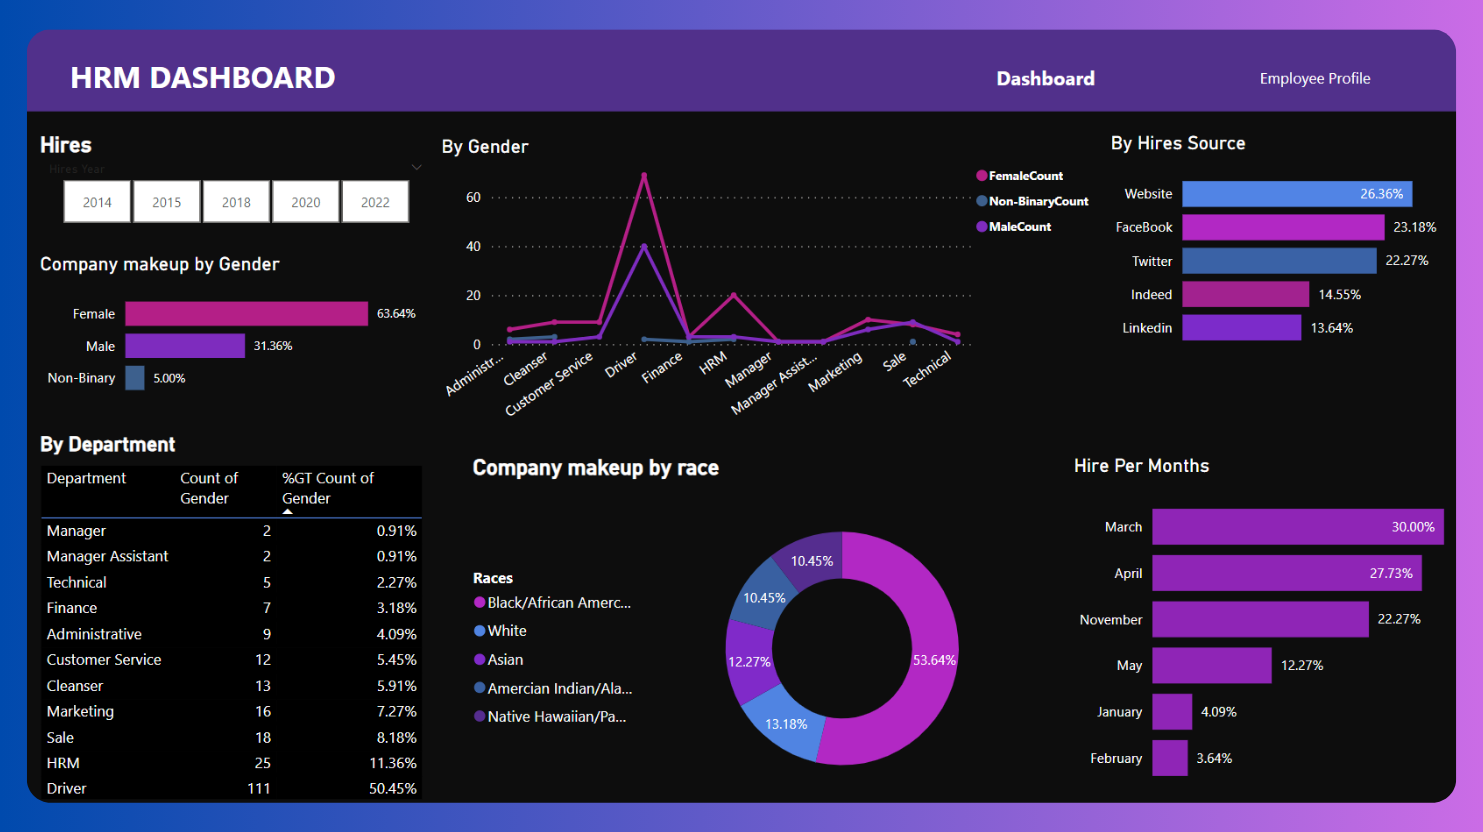 HRM DASHBOARD
Dashboard
Employee Profile
Hires
Hires Year
2014
2015
2018
2020
2022
Company makeup by Gender
Female 63.64%
Male 31.36%
Non-Binary 5.00%
By Gender
FemaleCount
Non-BinaryCount
MaleCount
60
40
20
0
Administr...
Cleanser
Customer Service
Driver
Finance
HRM
Manager
Manager Assist...
Marketing
Sale
Technical
By Hires Source
Website 26.36%
FaceBook 23.18%
Twitter 22.27%
Indeed 14.55%
Linkedin 13.64%
By Department
Department Count of Gender %GT Count of Gender
Manager 2 0.91%
Manager Assistant 2 0.91%
Technical 5 2.27%
Finance 7 3.18%
Administrative 9 4.09%
Customer Service 12 5.45%
Cleanser 13 5.91%
Marketing 16 7.27%
Sale 18 8.18%
HRM 25 11.36%
Driver 111 50.45%
Company makeup by race
Races
Black/African Amerc...
White
Asian
Amercian Indian/Ala...
Native Hawaiian/Pa...
10.45%
10.45%
12.27%
13.18%
53.64%
Hire Per Months
March 30.00%
April 27.73%
November 22.27%
May 12.27%
January 4.09%
February 3.64%